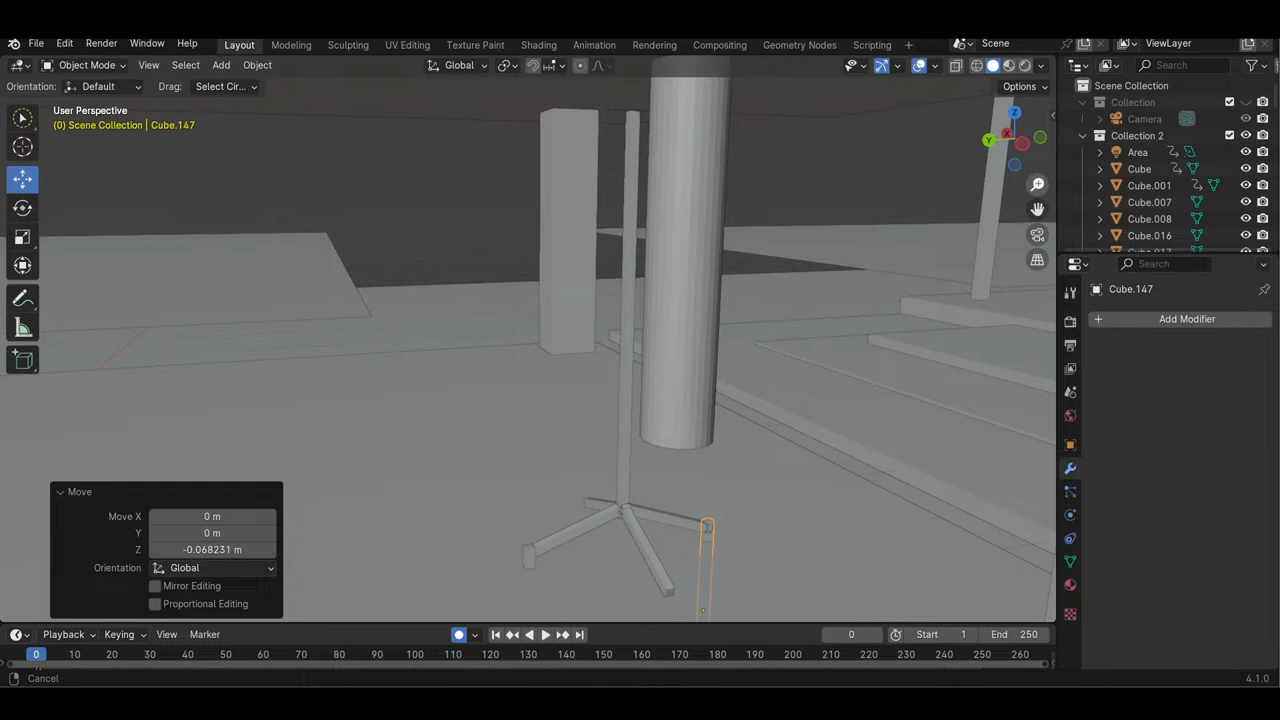 File Edit Render Window Help Layout Modeling Sculpting UV Editing Texture Paint Shading Animation Rendering Compositing Geometry Nodes Scripting + Scene ViewLayer
Object Mode View Select Add Object Global Search
Orientation: Default Drag: Select Cir... Options
User Perspective
(0) Scene Collection | Cube.147
Scene Collection
Collection
Camera
Collection 2
Area
Cube
Cube.001
Cube.007
Cube.008
Cube.016
X
Y
Z
Search
Cube.147
+ Add Modifier
Move
Move X 0 m
Y 0 m
Z -0.068231 m
Orientation Global
Mirror Editing
Proportional Editing
Playback Keying View Marker 0 Start 1 End 250
0 10 20 30 40 50 60 70 80 90 100 110 120 130 140 150 160 170 180 190 200 210 220 230 240 250 260
Cancel 4.1.0